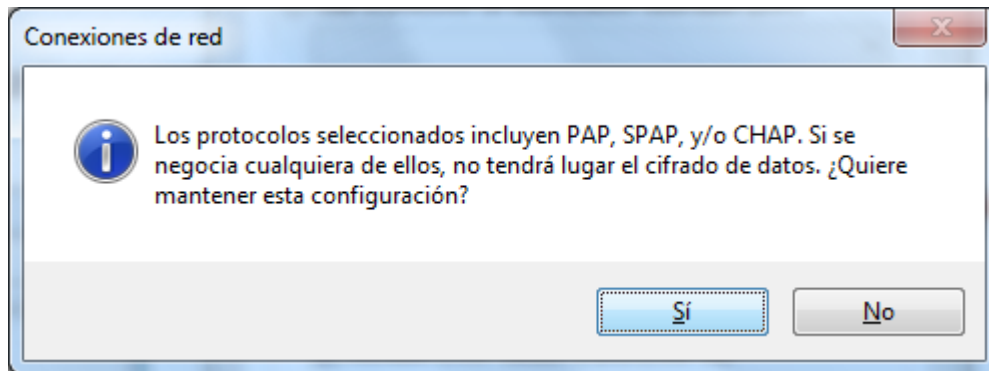 Conexiones de red
Los protocolos seleccionados incluyen PAP, SPAP, y/o CHAP. Si se
negocia cualquiera de ellos, no tendrá lugar el cifrado de datos. ¿Quiere
mantener esta configuración?
Sí
No